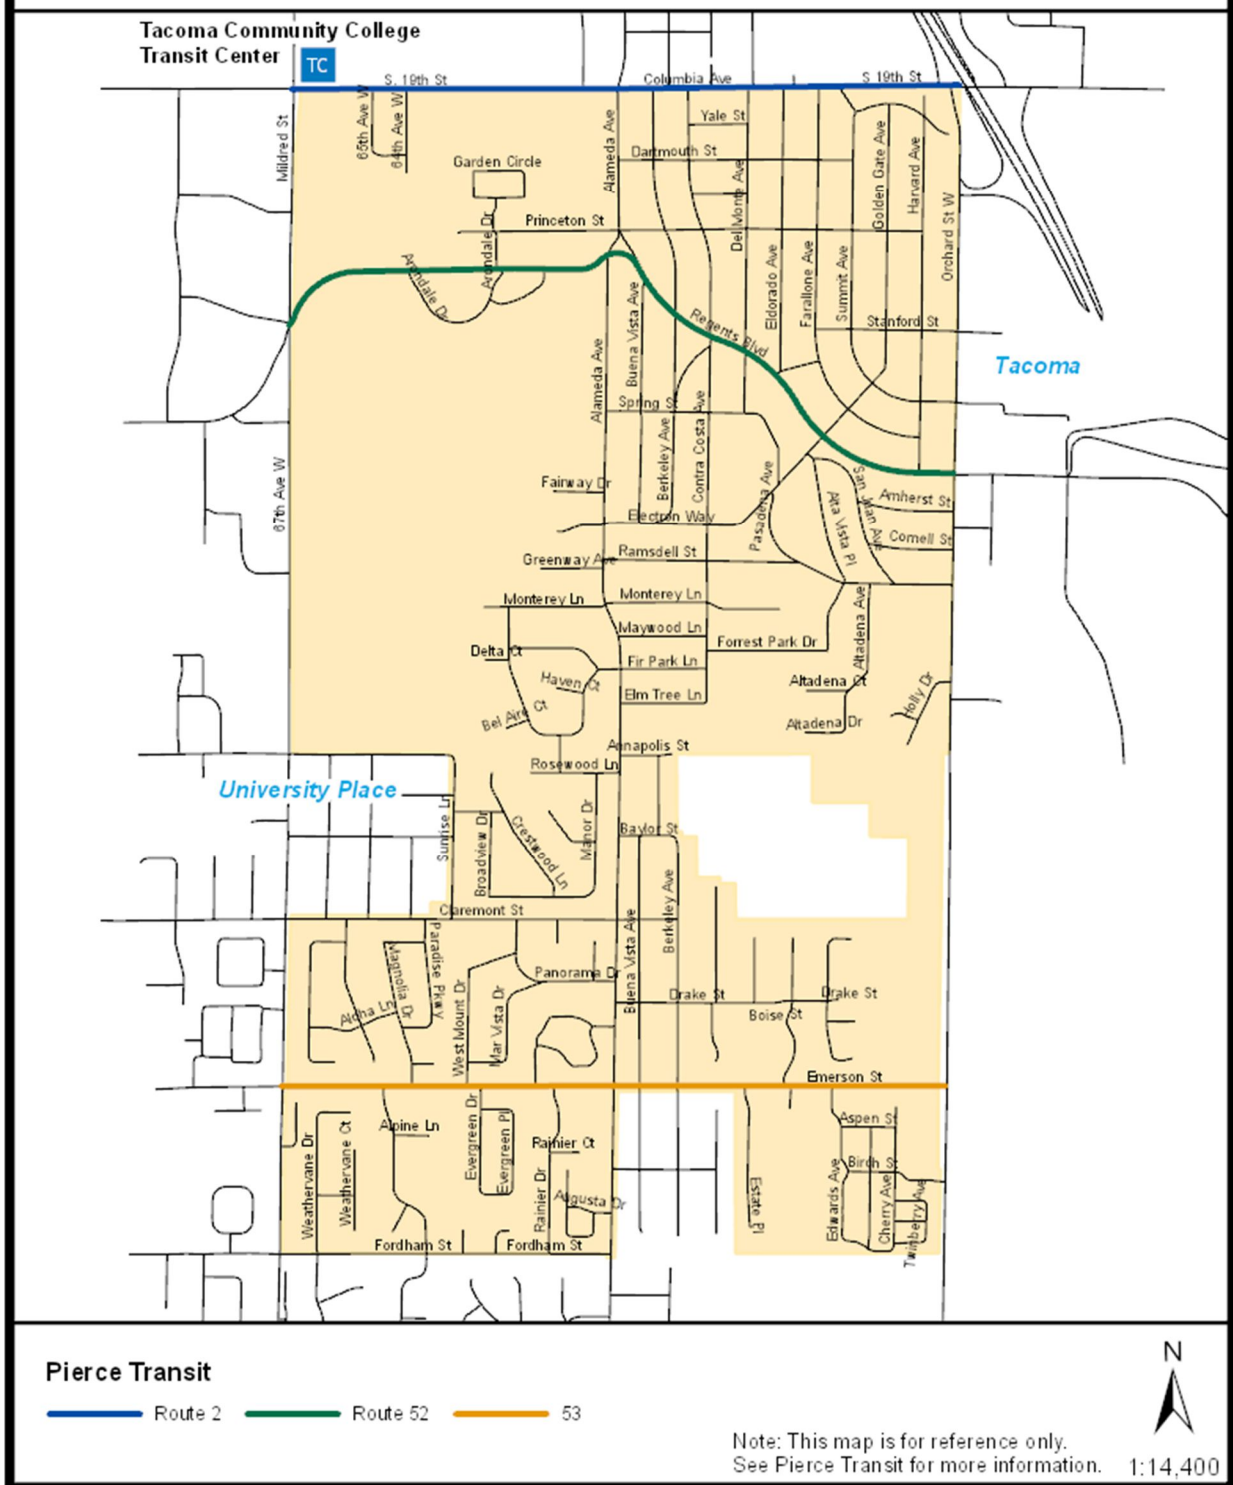 Tacoma Community College
Transit Center
TC
S. 19th St
Columbia Ave
S 19th St
Mildred St
65th Ave W
64th Ave W
Alameda Ave
Yale St
Dartmouth St
Garden Circle
Del Monte Ave
Golden Gate Ave
Harvard Ave
Princeton St
Orchard St W
Arondale Dr
Arondale Dr
Eldorado Ave
Farallone Ave
Summit Ave
Buena Vista Ave
Regents Blvd
Stanford St
Tacoma
Alameda Ave
Spring St
Berkeley Ave
Contra Costa Ave
67th Ave W
Fairway Dr
Pasadena Ave
Alta Vista Pl
San Juan Ave
Amherst St
Electron Way
Cornell St
Ramsdell St
Greenway Ave
Monterey Ln
Monterey Ln
Altadena Ave
Maywood Ln
Forrest Park Dr
Delta Ct
Fir Park Ln
Haven Ct
Altadena Ct
Elm Tree Ln
Holly Dr
Bel Aire Ct
Altadena Dr
Annapolis St
Rosewood Ln
University Place
Sunrise Ln
Broadview Dr
Crestwood Ln
Manor Dr
Baylor St
Berkeley Ave
Claremont St
Buena Vista Ave
Paradise Pkwy
Magnolia Dr
Panorama Dr
West Mount Dr
Mar Vista Dr
Aloha Ln
Drake St
Drake St
Boise St
Emerson St
Alpine Ln
Evergreen Dr
Evergreen Pl
Aspen St
Weathervane Dr
Weathervane Ct
Rainier Ct
Birch St
Rainier Dr
Augusta Dr
Estate Pl
Edwards Ave
Cherry Ave
Twinberry Ave
Fordham St
Fordham St
Pierce Transit
Route 2
Route 52
53
N
Note: This map is for reference only.
See Pierce Transit for more information.
1:14,400